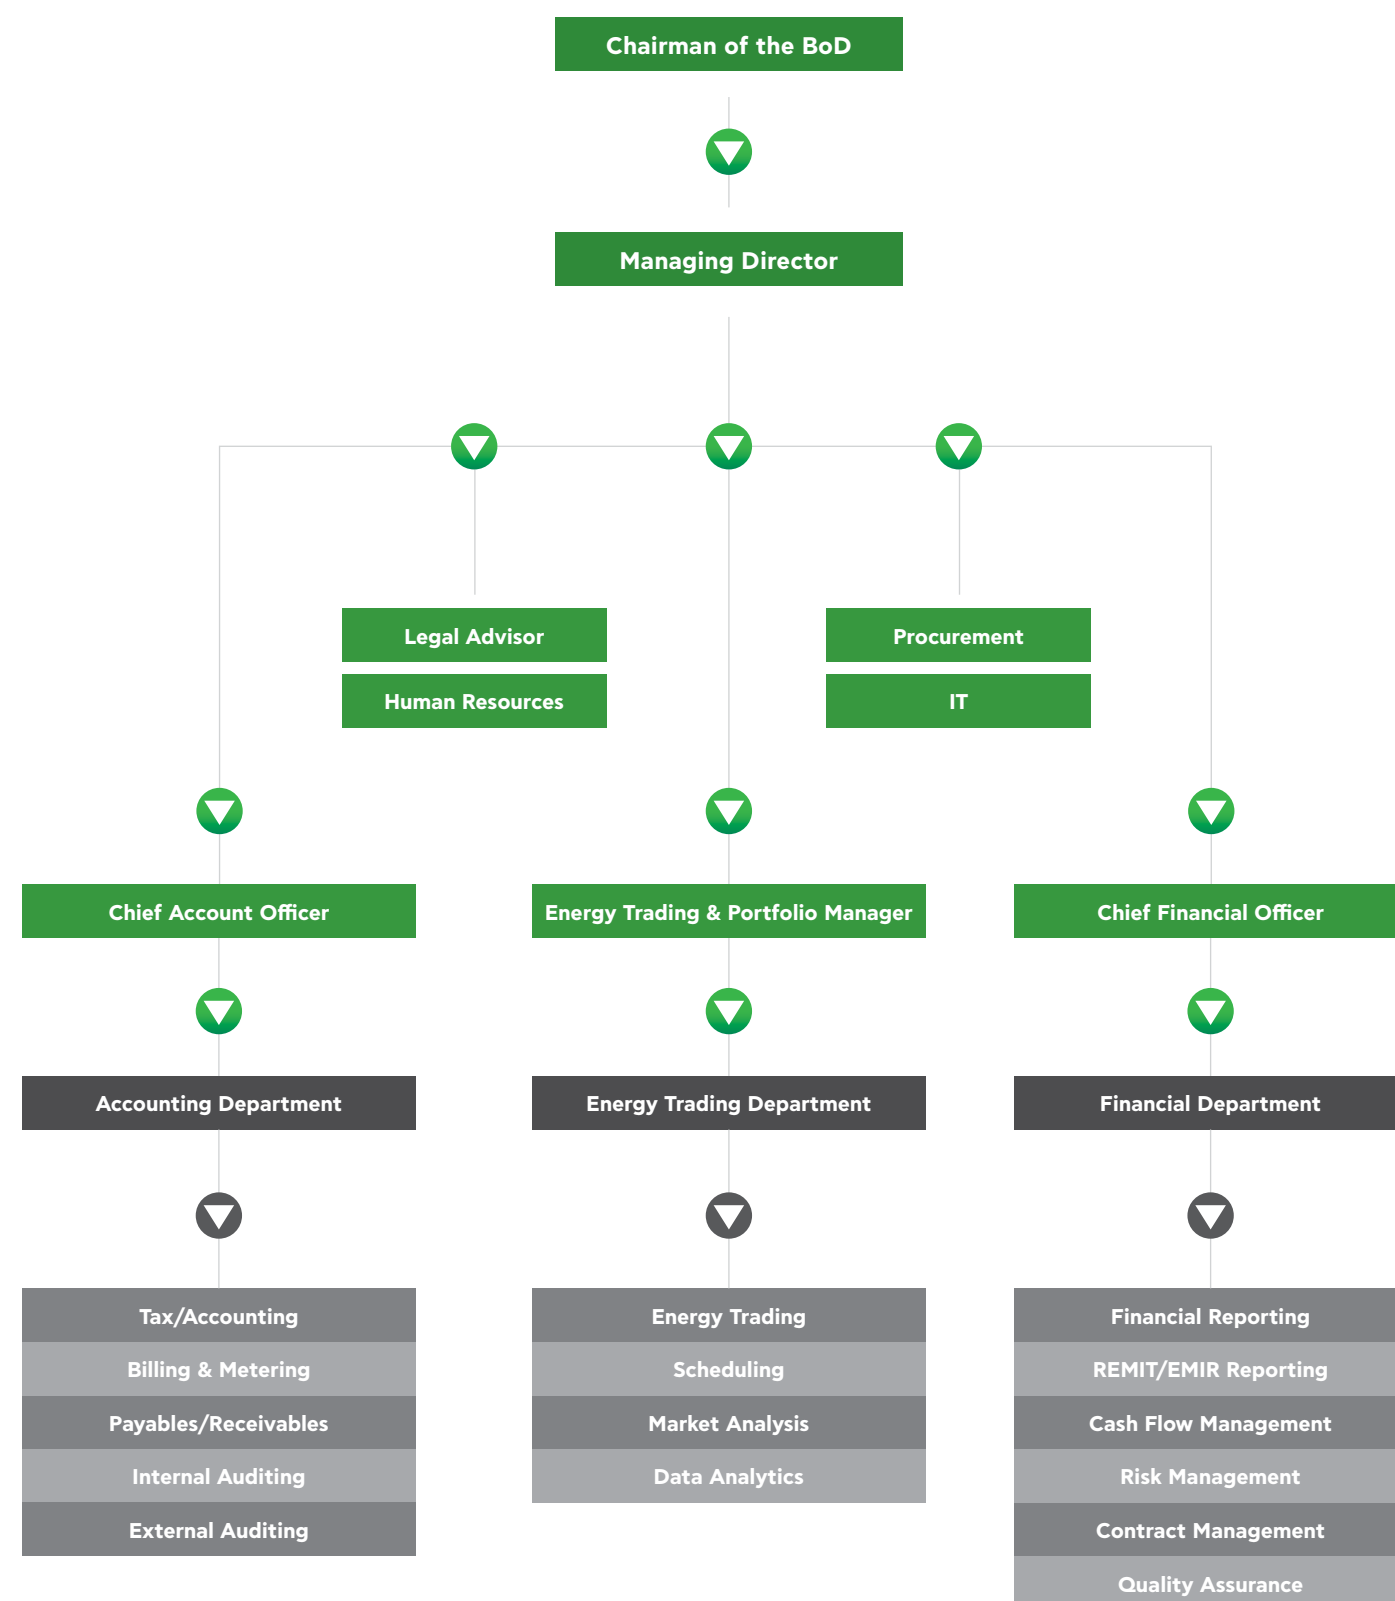 Chairman of the BoD
Managing Director
Legal Advisor
Procurement
Human Resources
IT
Chief Account Officer
Energy Trading & Portfolio Manager
Chief Financial Officer
Accounting Department
Energy Trading Department
Financial Department
Tax/Accounting
Billing & Metering
Payables/Receivables
Internal Auditing
External Auditing
Energy Trading
Scheduling
Market Analysis
Data Analytics
Financial Reporting
REMIT/EMIR Reporting
Cash Flow Management
Risk Management
Contract Management
Quality Assurance